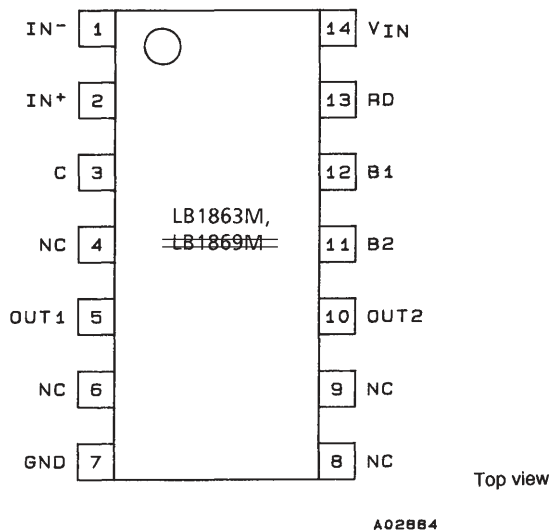 IN- 1 14 VIN
IN+ 2 13 RD
C 3 12 B1
LB1863M,
LB1869M
NC 4 11 B2
OUT1 5 10 OUT2
NC 6 9 NC
GND 7 8 NC
Top view
A02884